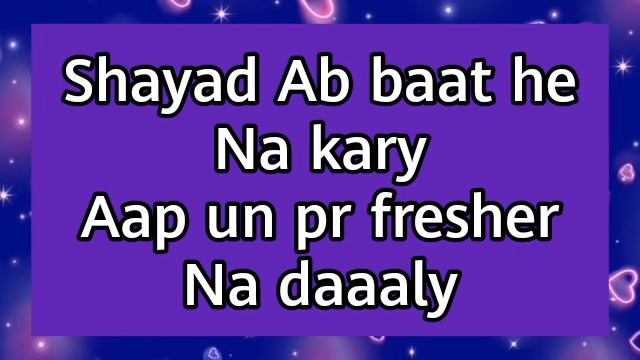 Shayad Ab baat he
Na kary
Aap un pr fresher
Na daaaly